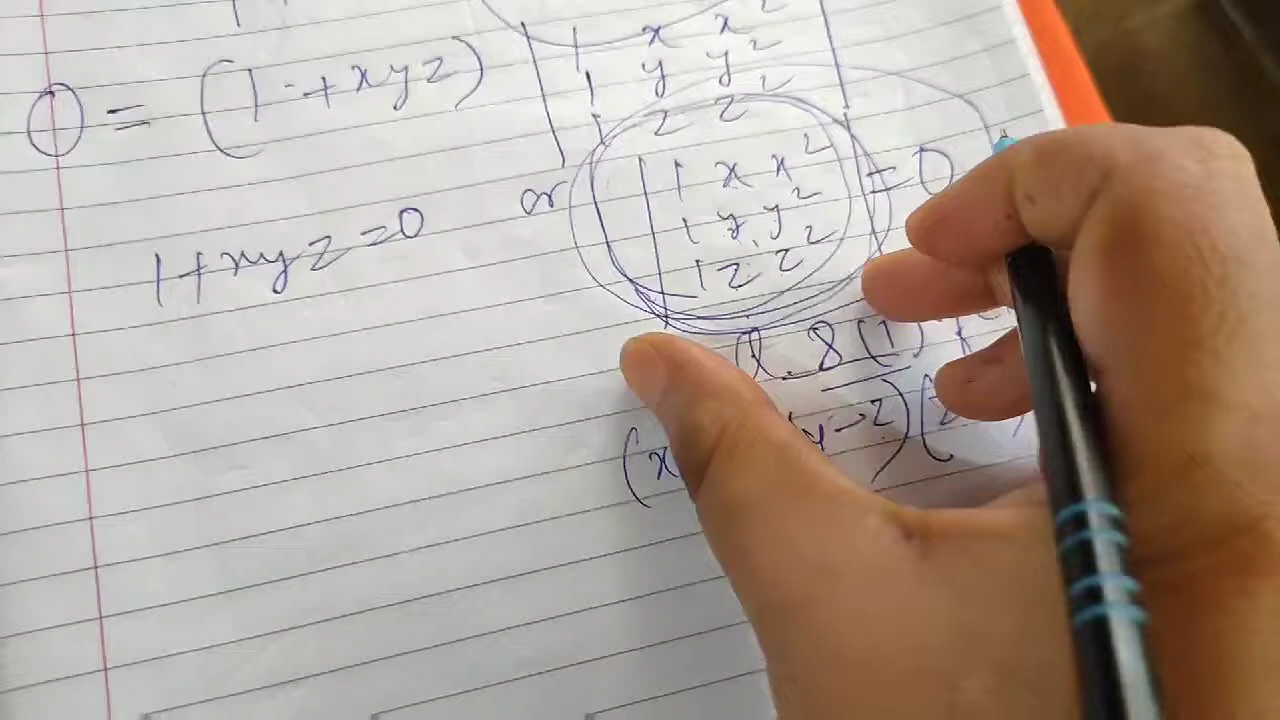 0 = (1 + xyz) | 1 x x²
1 y y²
z z² |
1 + xyz = 0 or | 1 x x²
1 y y²
1 z z² | = 0
8 (1)
(x y - z) (z